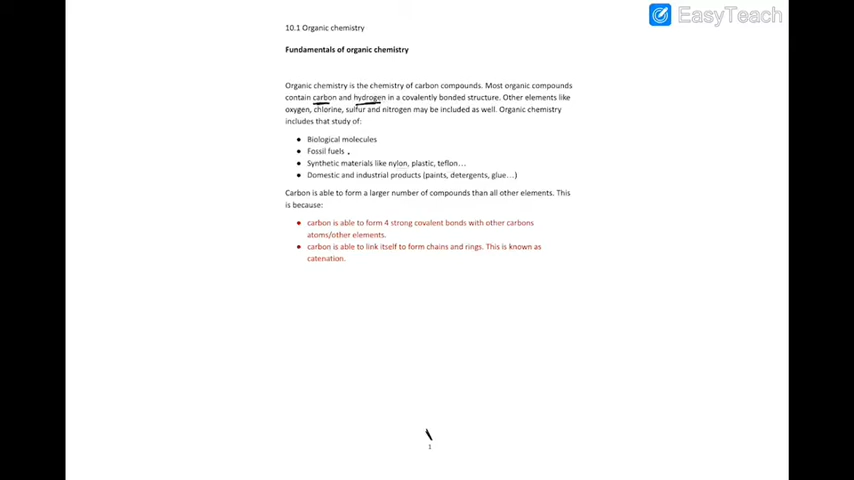 EasyTeach
10.1 Organic chemistry
Fundamentals of organic chemistry
Organic chemistry is the chemistry of carbon compounds. Most organic compounds
contain carbon and hydrogen in a covalently bonded structure. Other elements like
oxygen, chlorine, sulfur and nitrogen may be included as well. Organic chemistry
includes that study of:
• Biological molecules
• Fossil fuels
• Synthetic materials like nylon, plastic, teflon...
• Domestic and industrial products (paints, detergents, glue...)
Carbon is able to form a larger number of compounds than all other elements. This
is because:
• carbon is able to form 4 strong covalent bonds with other carbons
atoms/other elements.
• carbon is able to link itself to form chains and rings. This is known as
catenation.
1